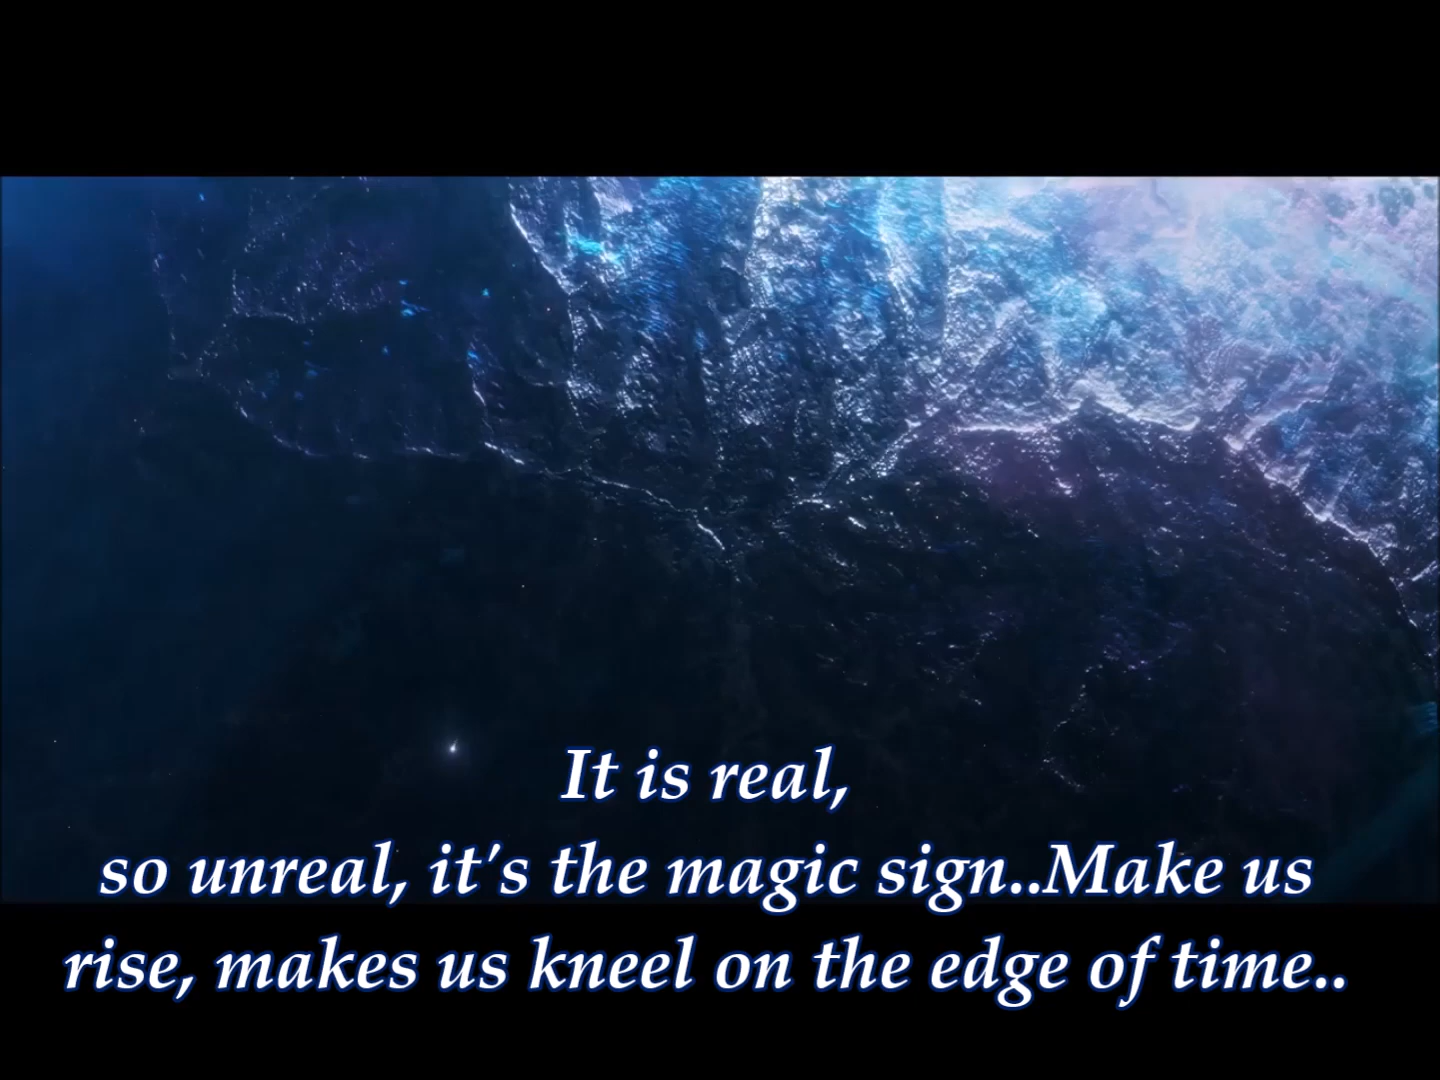 It is real,
so unreal, it's the magic sign..Make us
rise, makes us kneel on the edge of time..